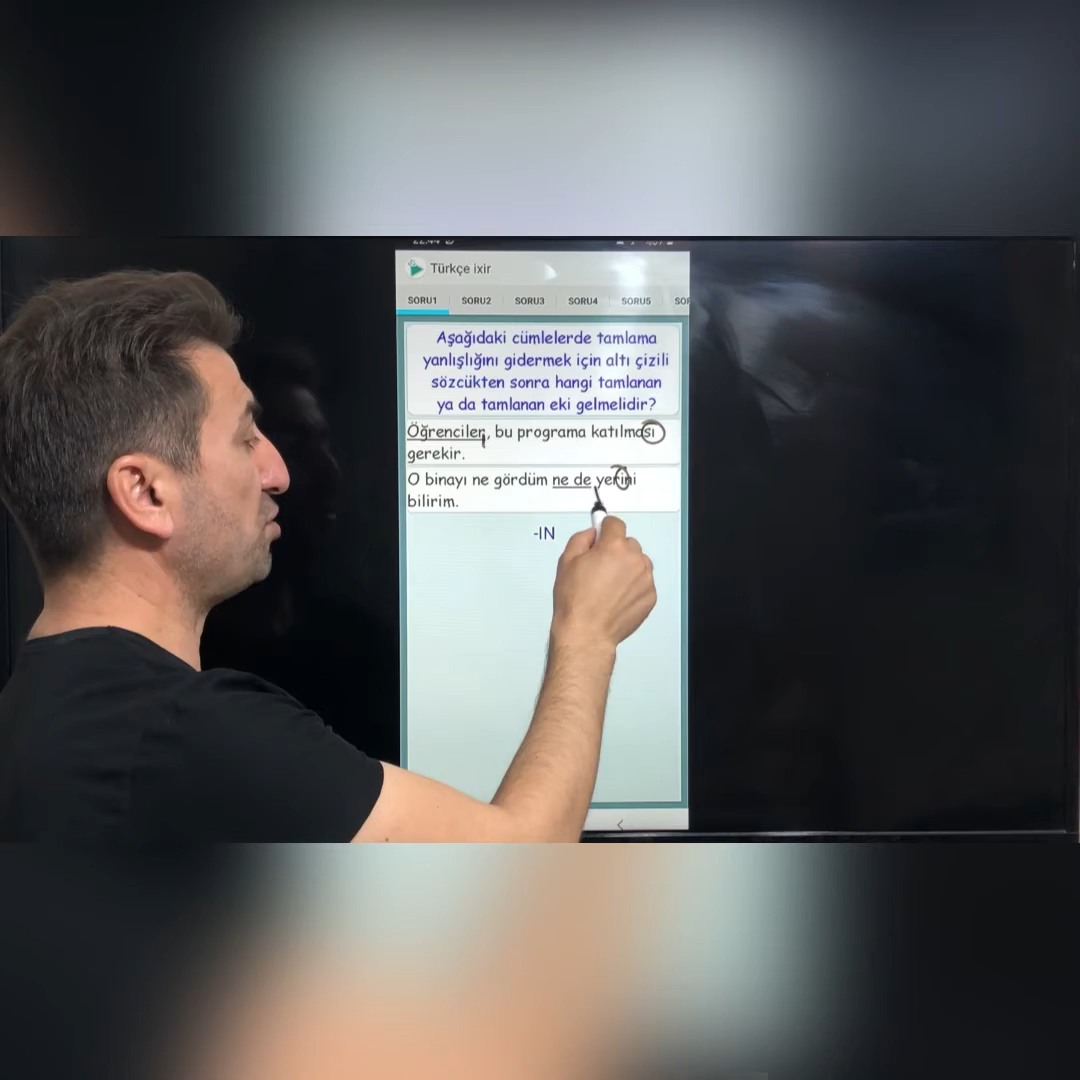 Türkçe ixir
SORU1 SORU2 SORU3 SORU4 SORU5
Aşağıdaki cümlelerde tamlama
yanlışlığını gidermek için altı çizili
sözcükten sonra hangi tamlanan
ya da tamlanan eki gelmelidir?
Öğrenciler, bu programa katılması
gerekir.
O binayı ne gördüm ne de yerini
bilirim.
-IN